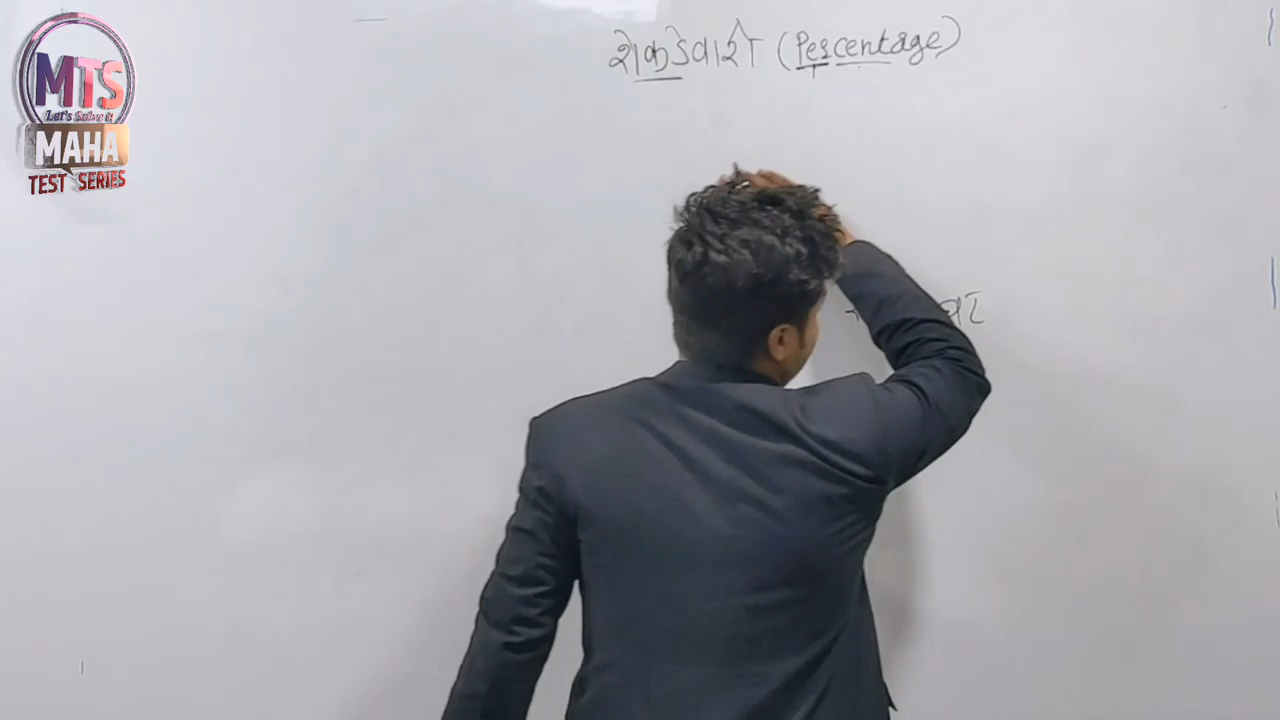 MTS
Let's Solve it
MAHA
TEST SERIES
शेकडेवारी (Percentage)